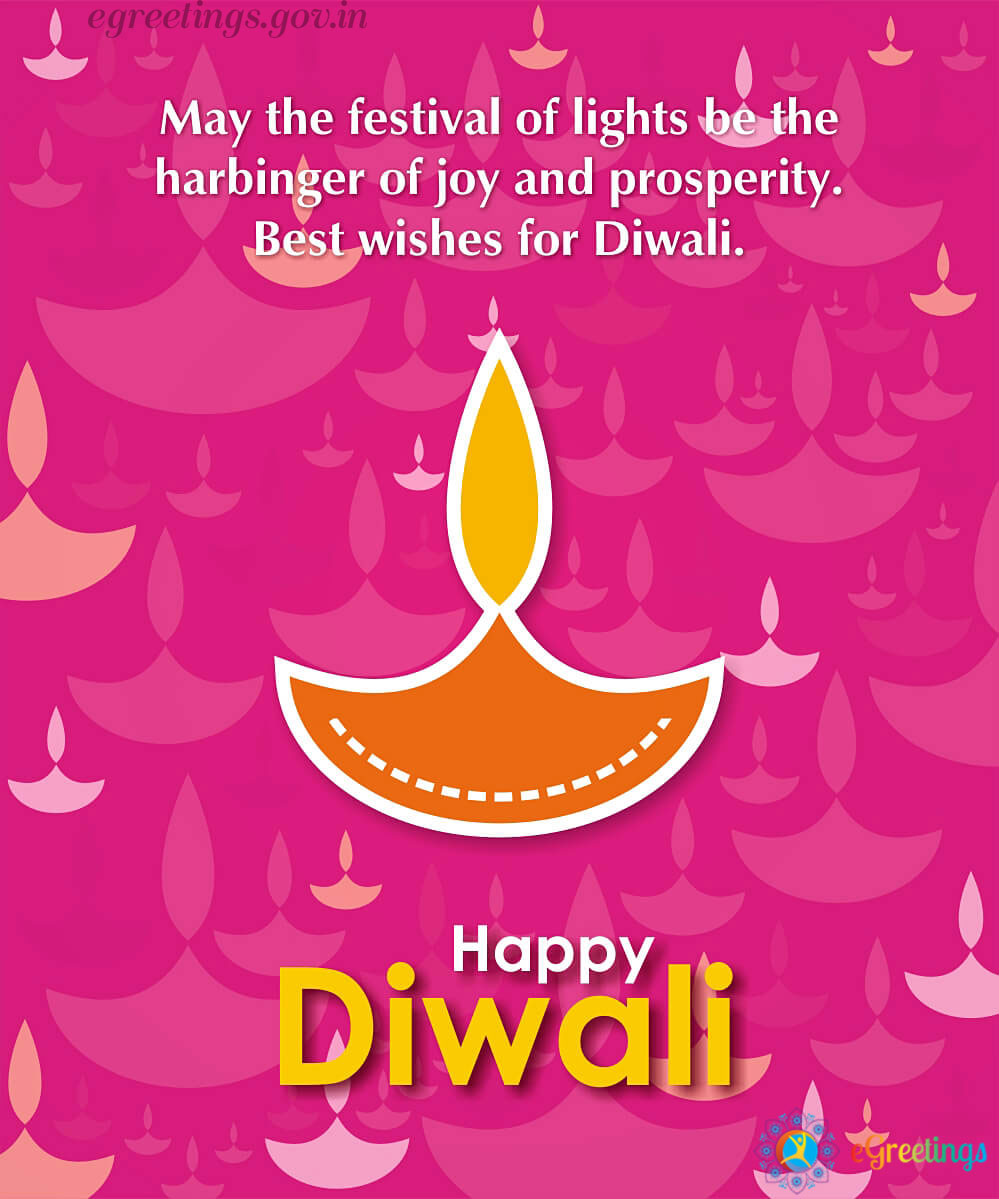 egreetings.gov.in
May the festival of lights be the
harbinger of joy and prosperity.
Best wishes for Diwali.
Happy
Diwali
eGreetings